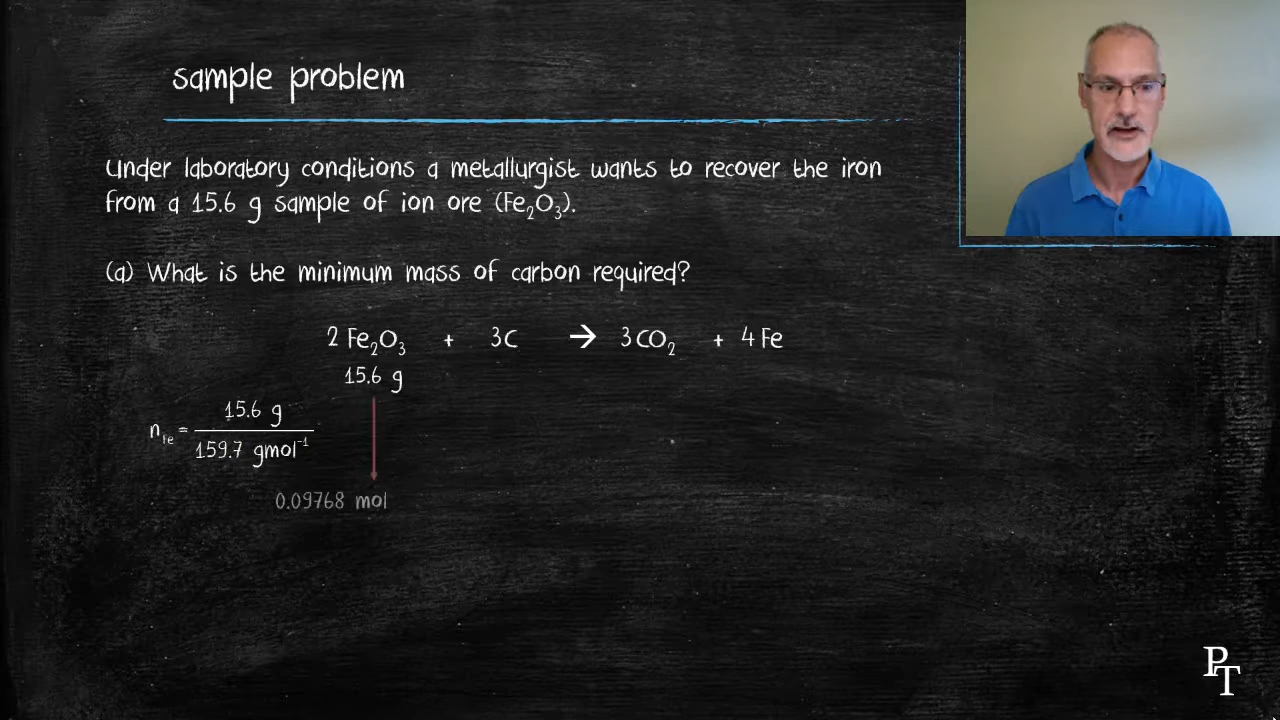 sample problem
Under laboratory conditions a metallurgist wants to recover the iron
from a 15.6 g sample of ion ore (Fe₂O₃).
(a) What is the minimum mass of carbon required?
2 Fe₂O₃ + 3C → 3CO₂ + 4 Fe
15.6 g
n_Fe = 15.6 g / 159.7 gmol⁻¹
0.09768 mol
PT